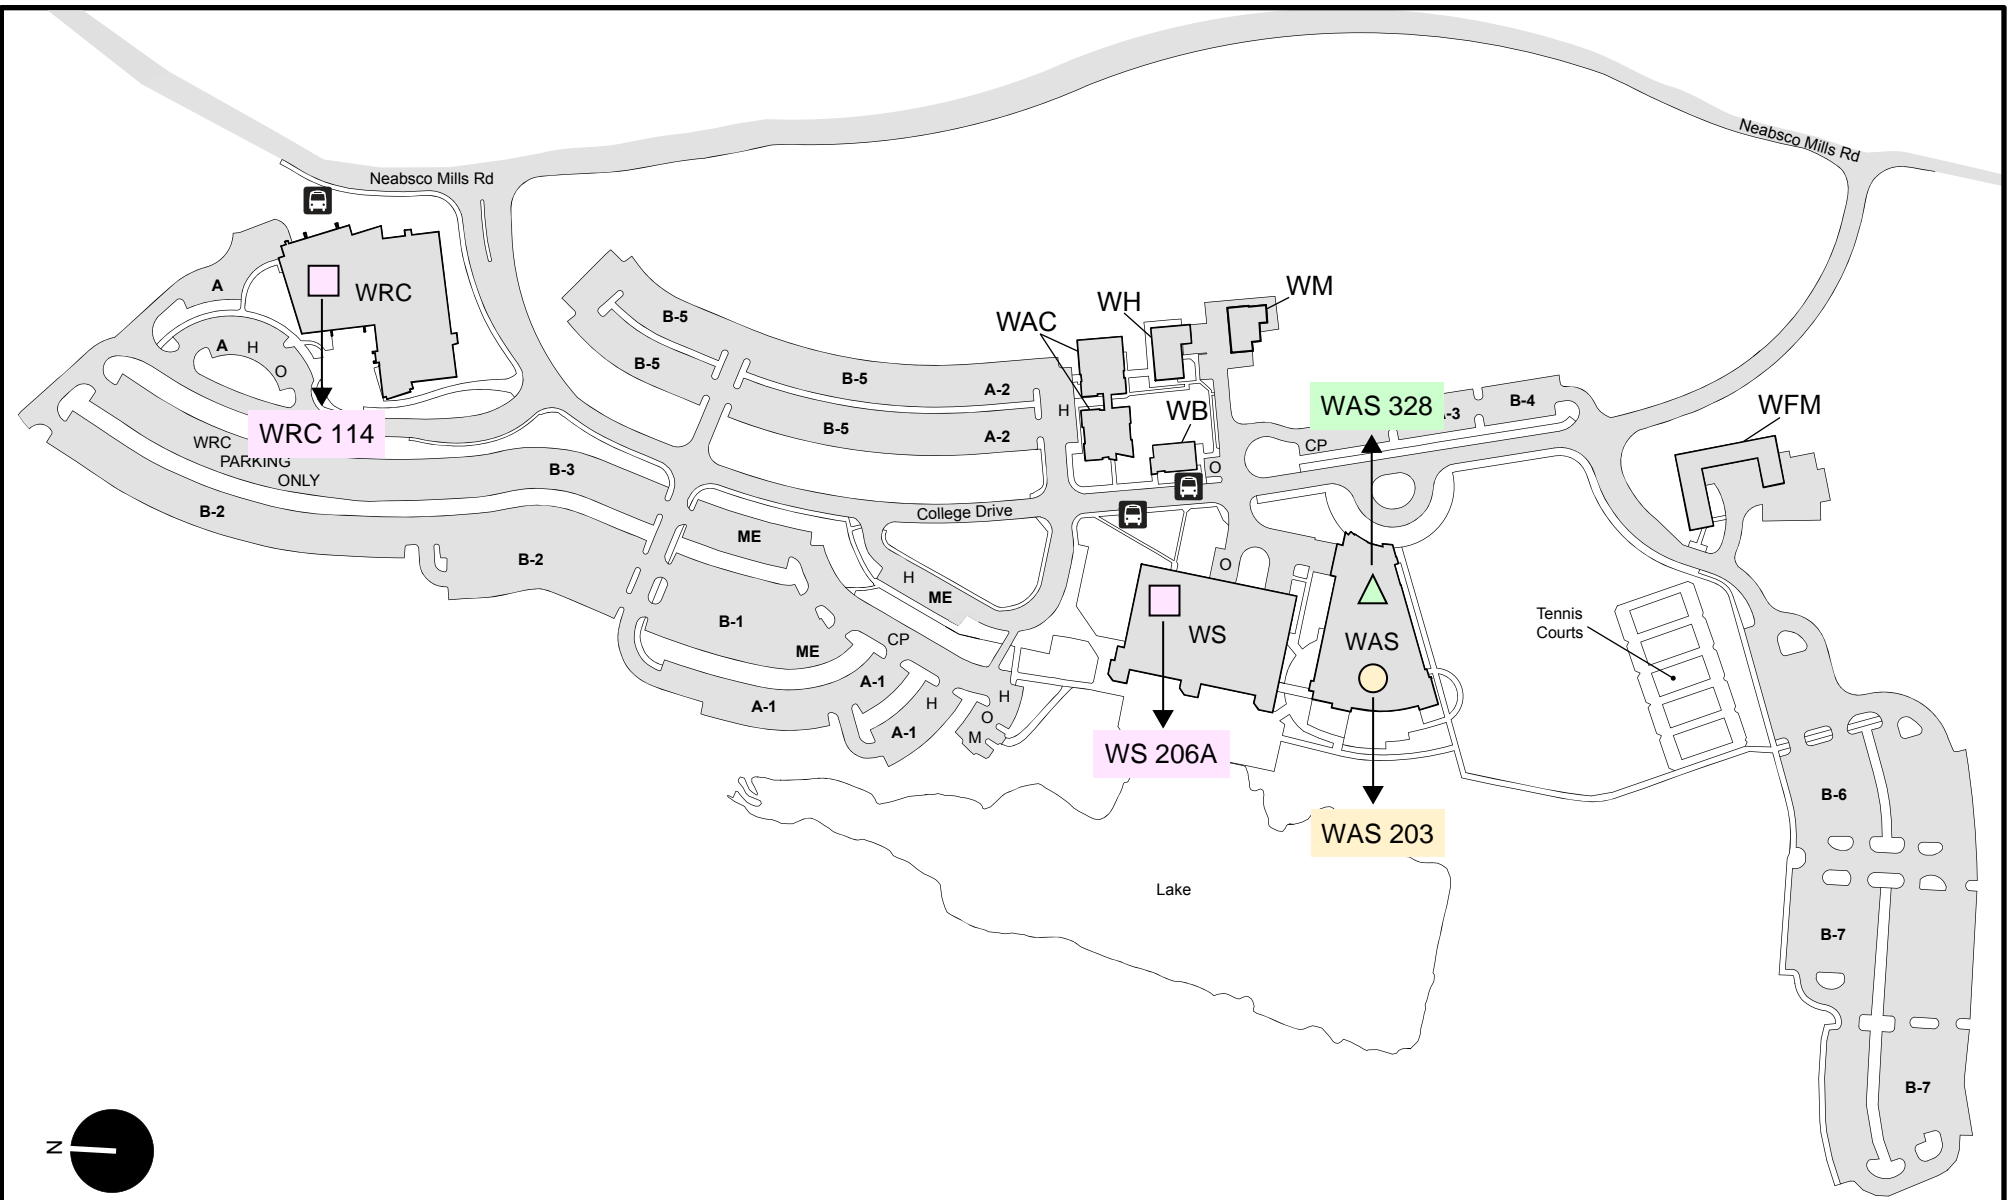 Neabsco Mills Rd
Neabsco Mills Rd
WRC
A
A
H
O
WRC 114
WRC
PARKING
ONLY
B-2
B-2
B-3
B-5
B-5
B-5
B-5
A-2
A-2
H
WAC
WH
WM
WB
O
College Drive
WAS 328
-3
B-4
CP
WFM
ME
H
ME
B-1
ME
CP
A-1
A-1
A-1
H
H
O
M
O
WS
WS 206A
WAS
WAS 203
Tennis
Courts
Lake
B-6
B-7
B-7
N